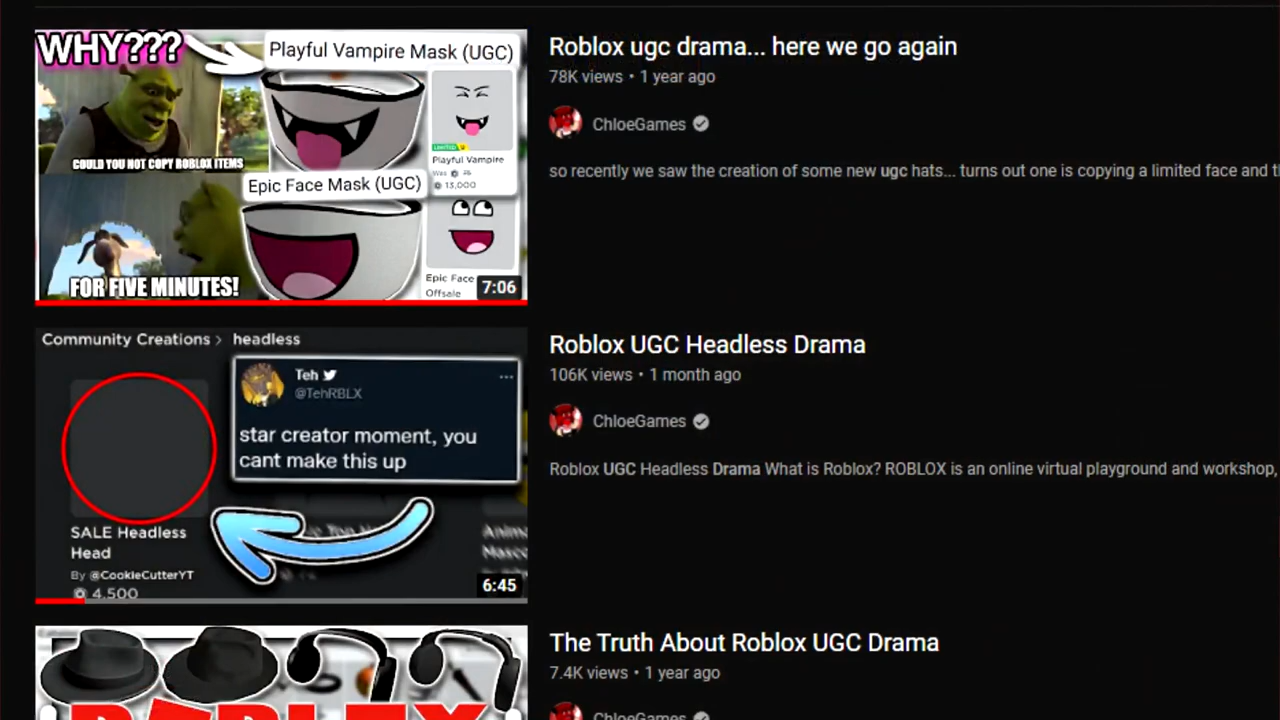 WHY???
Playful Vampire Mask (UGC)
LIMITED U
Playful Vampire
Was
13,000
COULD YOU NOT COPY ROBLOX ITEMS
Epic Face Mask (UGC)
FOR FIVE MINUTES!
Epic Face
Offsale
7:06
Roblox ugc drama... here we go again
78K views • 1 year ago
ChloeGames
so recently we saw the creation of some new ugc hats... turns out one is copying a limited face and
Community Creations > headless
Teh
@TehRBLX
...
star creator moment, you
cant make this up
SALE Headless
Head
By @CookieCutterYT
4,500
6:45
Roblox UGC Headless Drama
106K views • 1 month ago
ChloeGames
Roblox UGC Headless Drama What is Roblox? ROBLOX is an online virtual playground and workshop,
ROBLOX
The Truth About Roblox UGC Drama
7.4K views • 1 year ago
ChloeGames